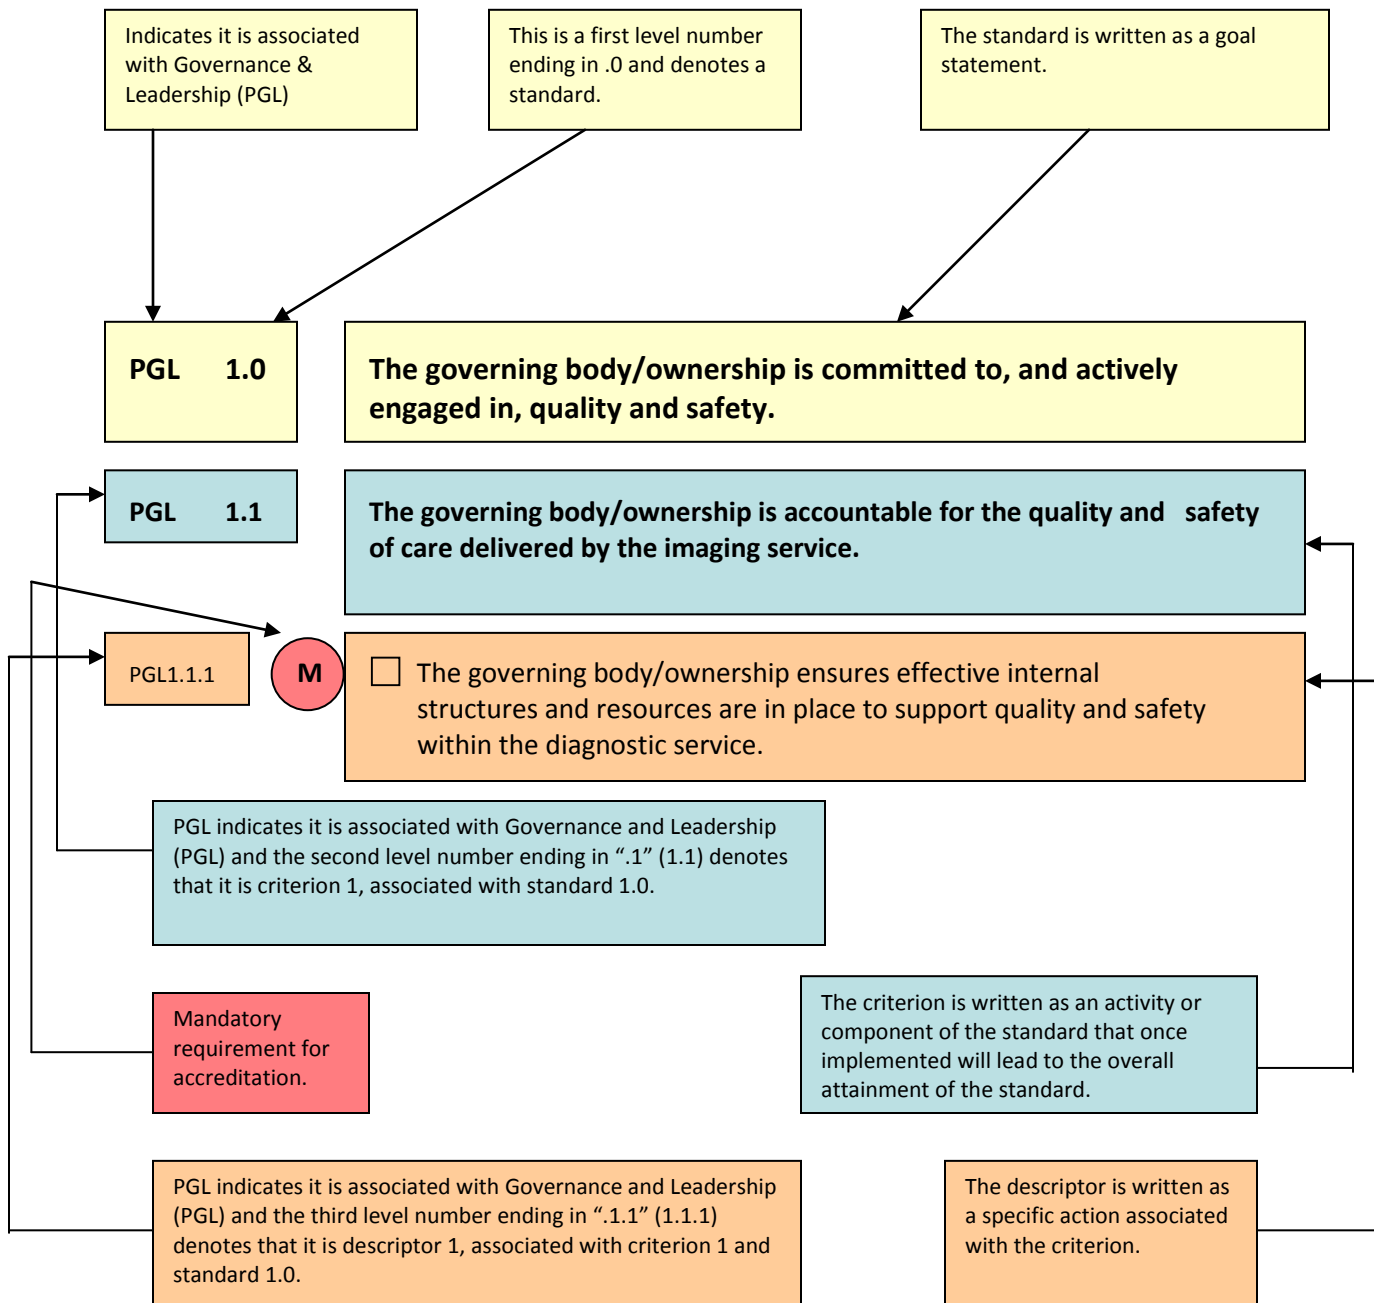 Indicates it is associated
with Governance &
Leadership (PGL)
This is a first level number
ending in .0 and denotes a
standard.
The standard is written as a goal
statement.
PGL 1.0
The governing body/ownership is committed to, and actively
engaged in, quality and safety.
PGL 1.1
The governing body/ownership is accountable for the quality and safety
of care delivered by the imaging service.
PGL1.1.1
M
The governing body/ownership ensures effective internal
structures and resources are in place to support quality and safety
within the diagnostic service.
PGL indicates it is associated with Governance and Leadership
(PGL) and the second level number ending in “.1” (1.1) denotes
that it is criterion 1, associated with standard 1.0.
Mandatory
requirement for
accreditation.
The criterion is written as an activity or
component of the standard that once
implemented will lead to the overall
attainment of the standard.
PGL indicates it is associated with Governance and Leadership
(PGL) and the third level number ending in “.1.1” (1.1.1)
denotes that it is descriptor 1, associated with criterion 1 and
standard 1.0.
The descriptor is written as
a specific action associated
with the criterion.